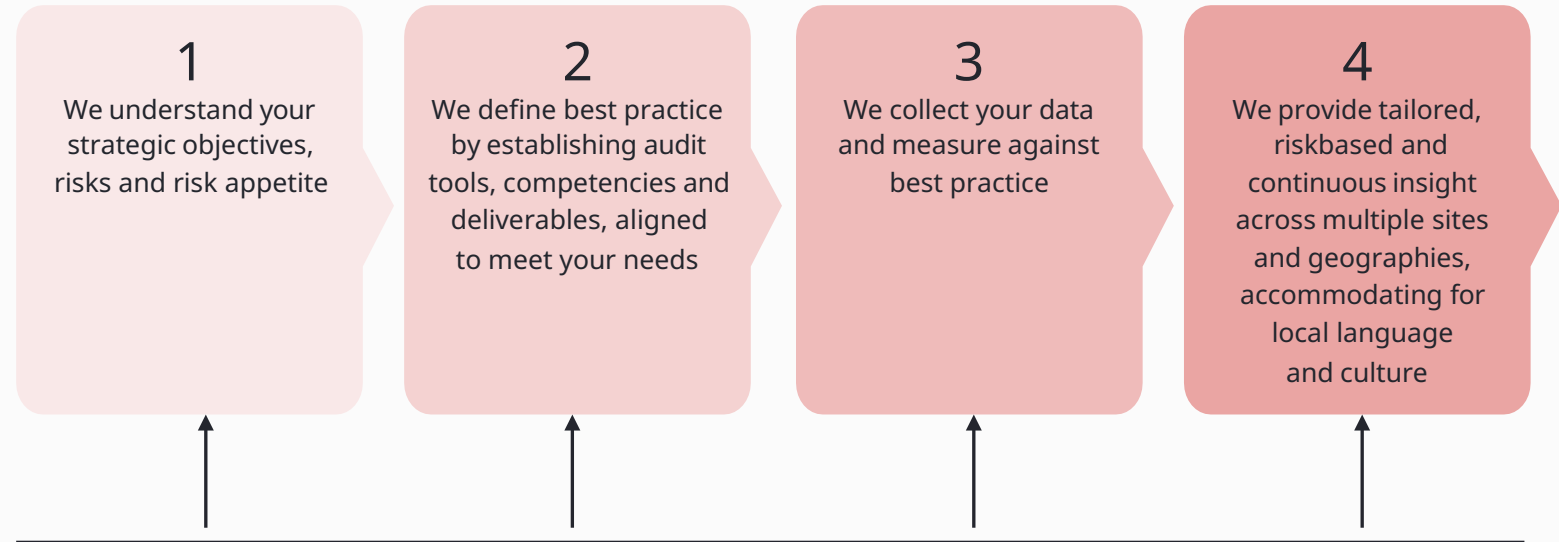 1
We understand your
strategic objectives,
risks and risk appetite
2
We define best practice
by establishing audit
tools, competencies and
deliverables, aligned
to meet your needs
3
We collect your data
and measure against
best practice
4
We provide tailored,
riskbased and
continuous insight
across multiple sites
and geographies,
accommodating for
local language
and culture